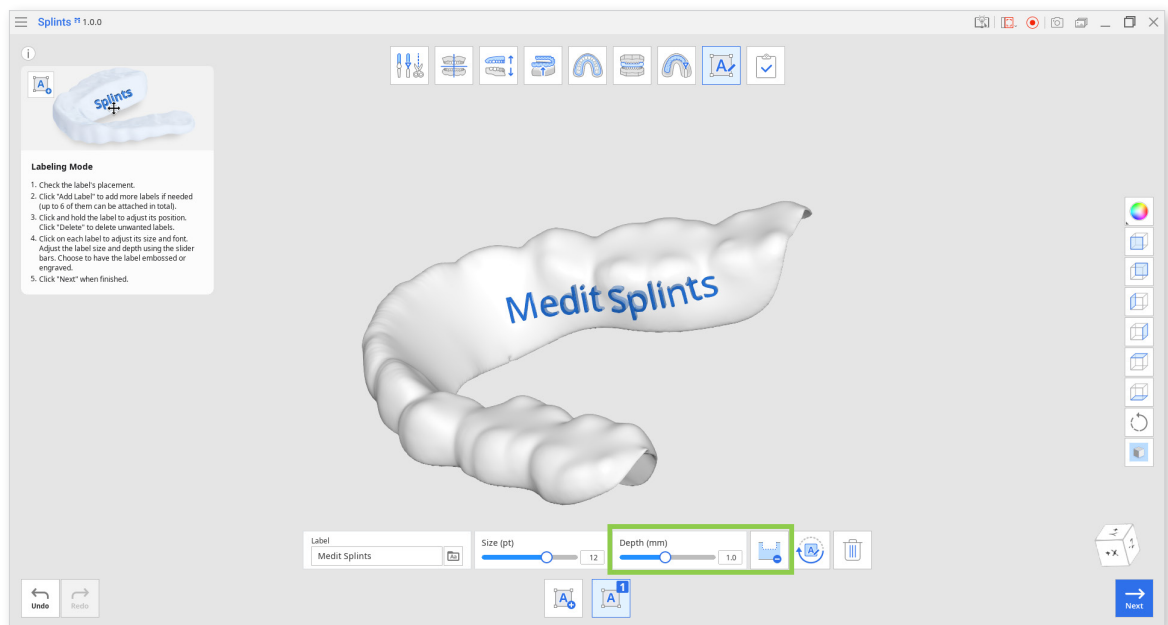 Splints M 1.0.0
Splints
Labeling Mode
1. Check the label's placement.
2. Click "Add Label" to add more labels if needed
(up to 6 of them can be attached in total).
3. Click and hold the label to adjust its position.
Click "Delete" to delete unwanted labels.
4. Click on each label to adjust its size and font.
Adjust the label size and depth using the slider
bars. Choose to have the label embossed or
engraved.
5. Click "Next" when finished.
Medit Splints
Label
Medit Splints
Size (pt)
12
Depth (mm)
1.0
Undo
Redo
A
A 1
Next